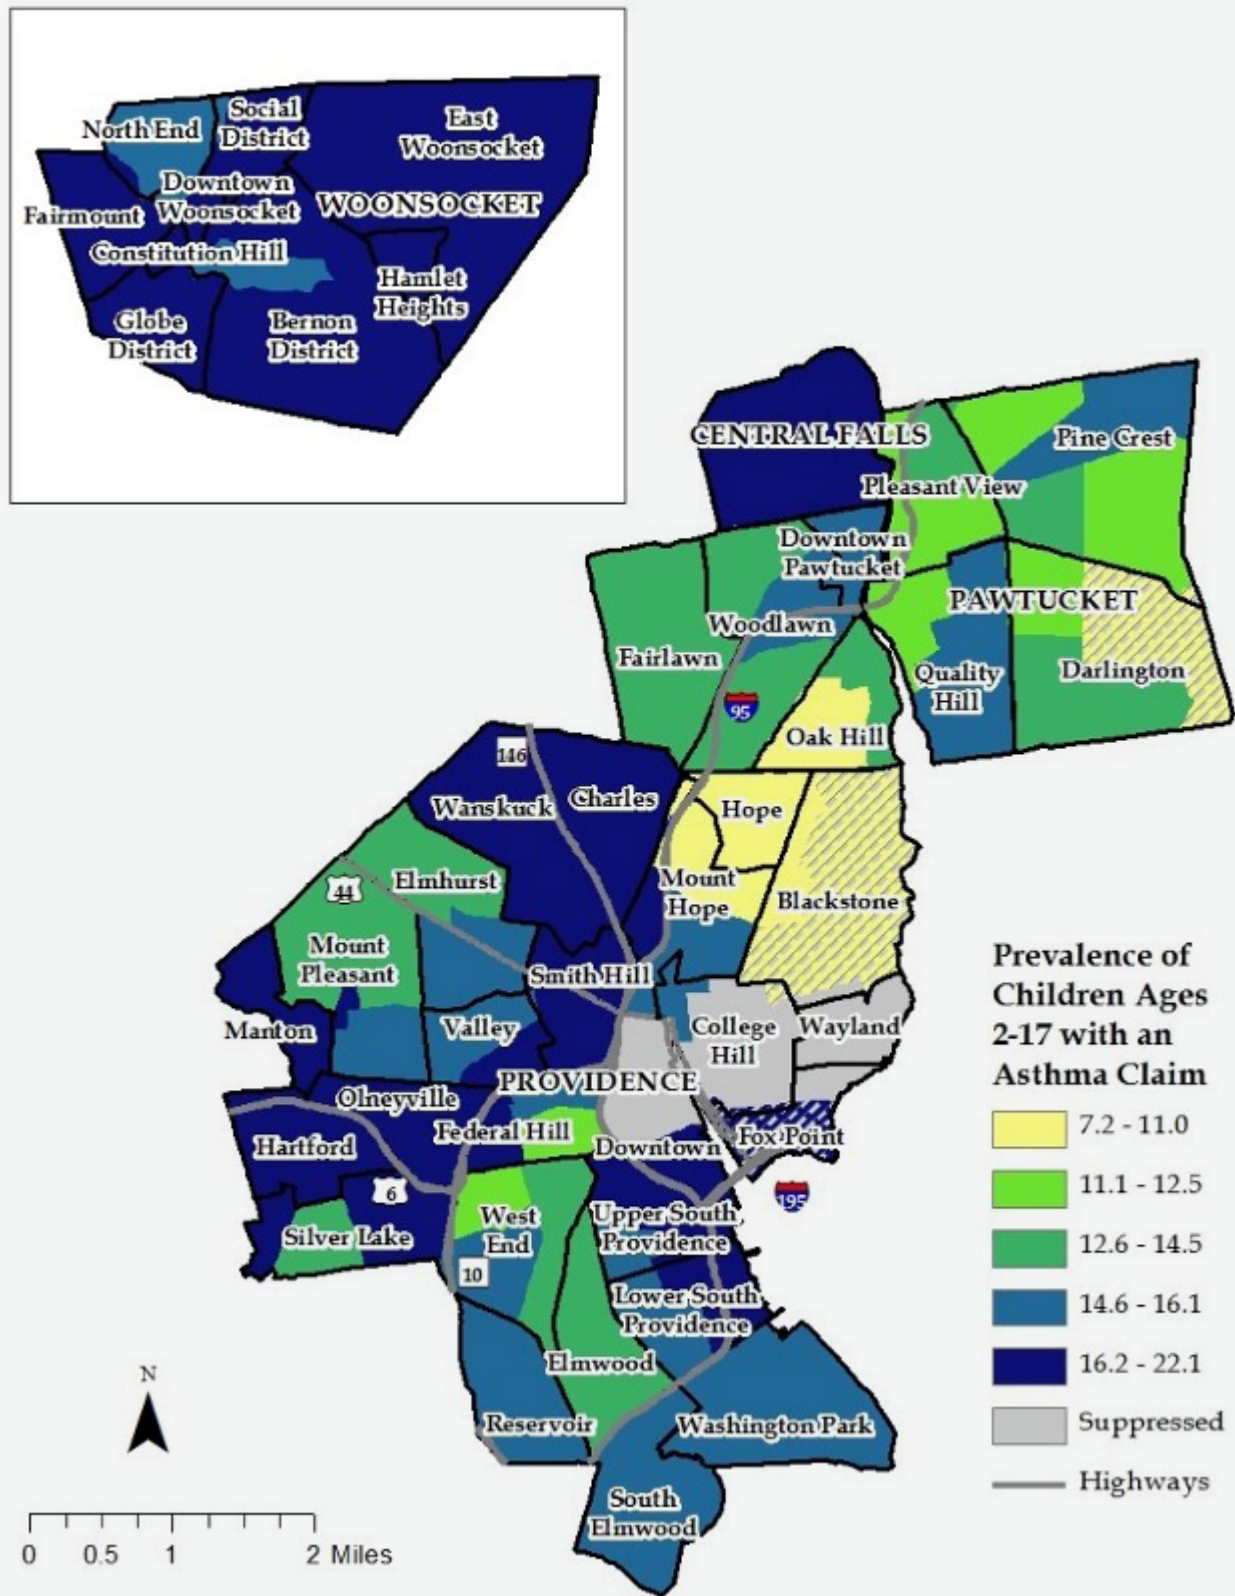 North End
Social
District
East
Woonsocket
Downtown
Woonsocket
WOONSOCKET
Fairmount
Constitution Hill
Hamlet
Heights
Globe
District
Bernon
District
CENTRAL FALLS
Pine Crest
Pleasant View
Downtown
Pawtucket
PAWTUCKET
Woodlawn
Fairlawn
Quality
Hill
Darlington
95
Oak Hill
146
Wanskuck
Charles
Hope
Elmhurst
44
Mount
Hope
Blackstone
Mount
Pleasant
Smith Hill
Manton
Valley
College
Hill
Wayland
PROVIDENCE
Olneyville
Hartford
Federal Hill
Downtown
Fox Point
6
195
Silver Lake
West
End
Upper South
Providence
10
Lower South
Providence
Elmwood
Reservoir
Washington Park
South
Elmwood
Prevalence of
Children Ages
2-17 with an
Asthma Claim
7.2 - 11.0
11.1 - 12.5
12.6 - 14.5
14.6 - 16.1
16.2 - 22.1
Suppressed
Highways
N
0 0.5 1 2 Miles